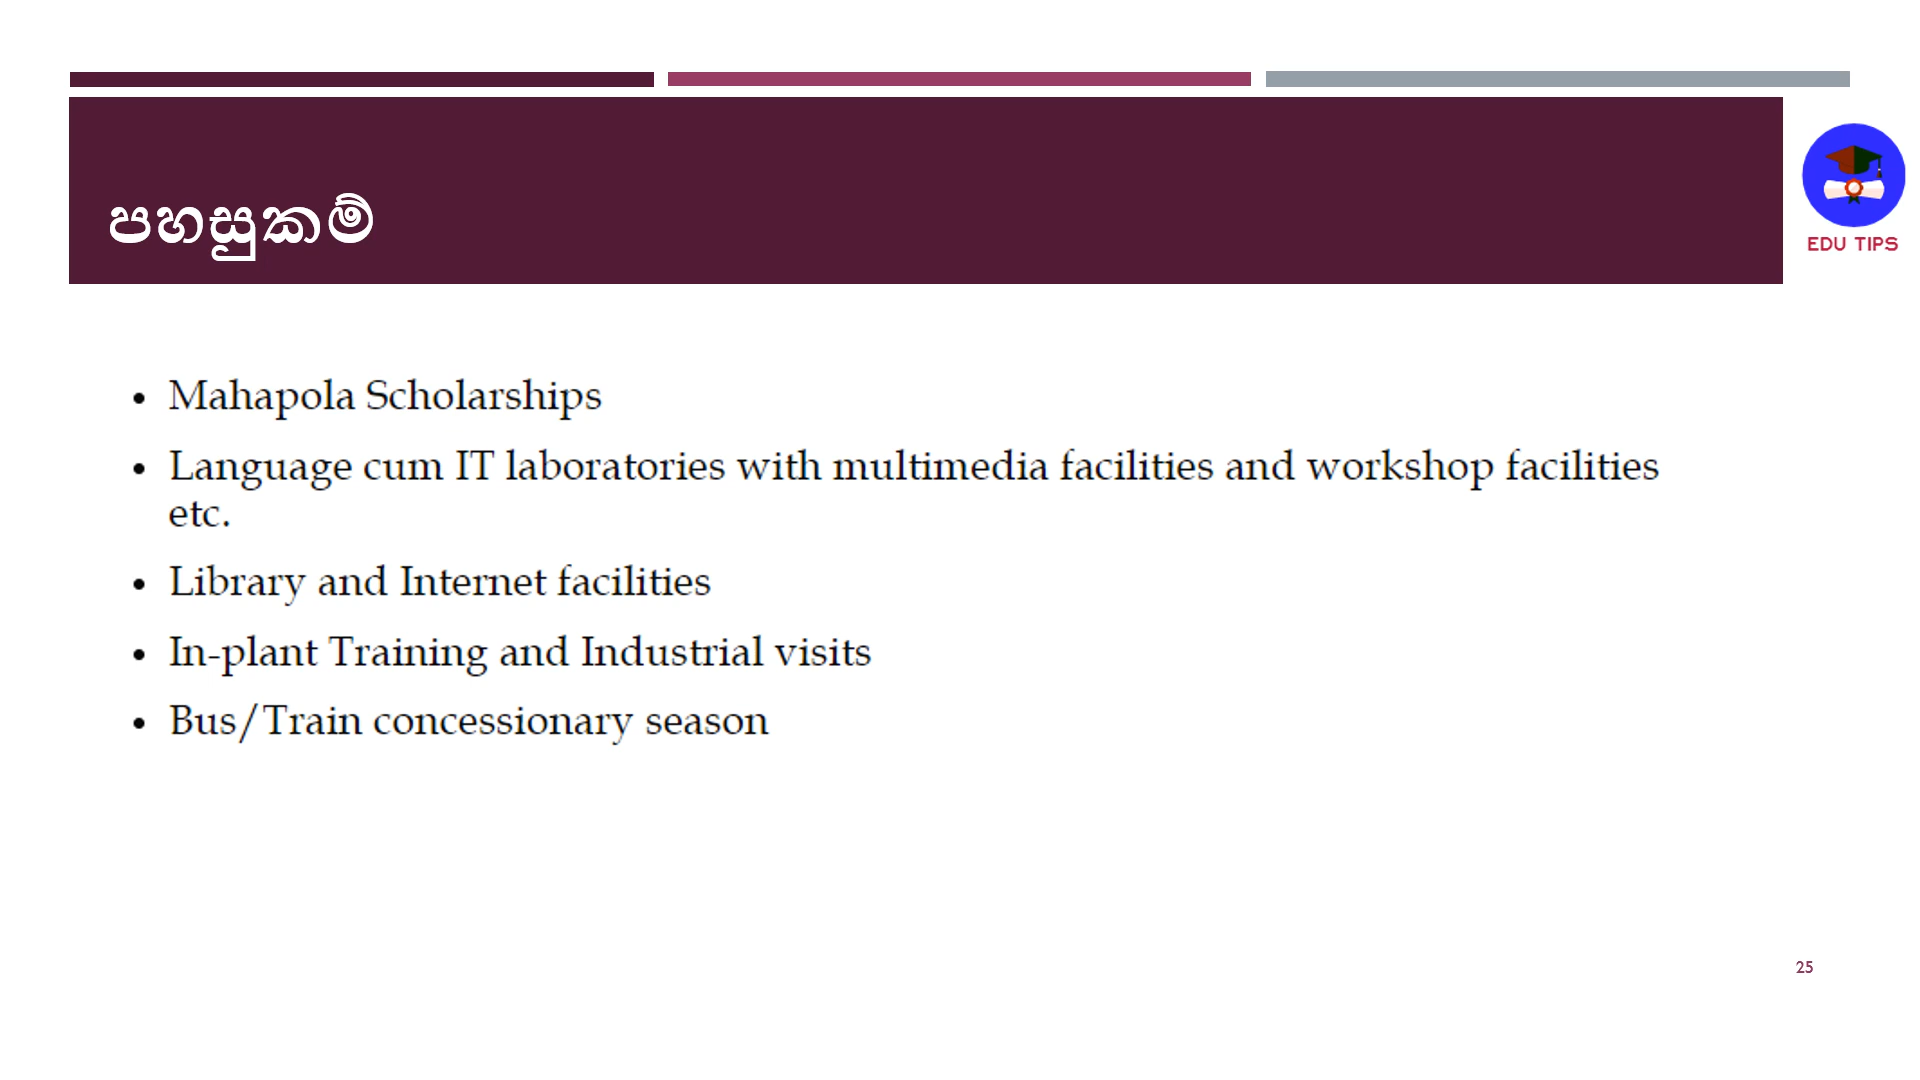 පහසුකම්
EDU TIPS
• Mahapola Scholarships
• Language cum IT laboratories with multimedia facilities and workshop facilities
etc.
• Library and Internet facilities
• In-plant Training and Industrial visits
• Bus/Train concessionary season
25